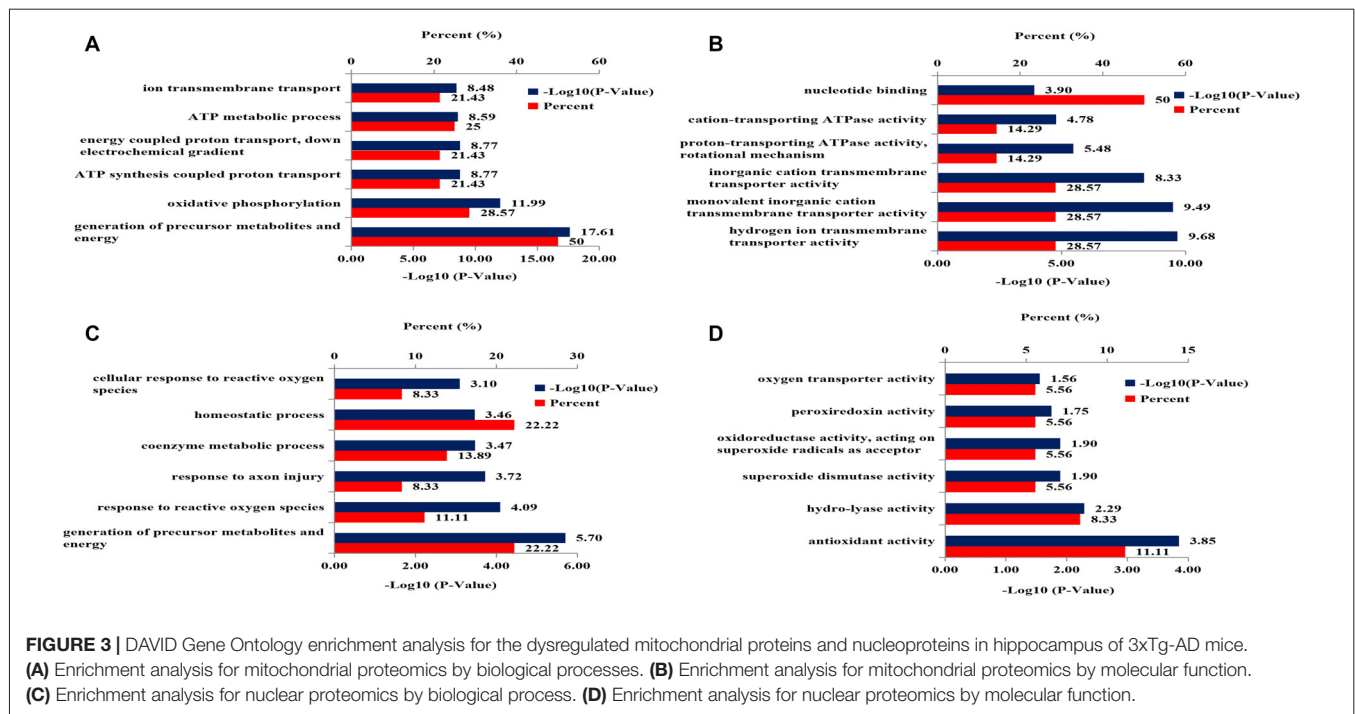 A
Percent (%)
0 20 40 60
ion transmembrane transport
8.48
21.43
-Log10(P-Value)
Percent
ATP metabolic process
8.59
25
energy coupled proton transport, down
electrochemical gradient
8.77
21.43
ATP synthesis coupled proton transport
8.77
21.43
oxidative phosphorylation
11.99
28.57
generation of precursor metabolites and
energy
17.61
50
0.00 5.00 10.00 15.00 20.00
-Log10 (P-Value)
B
Percent (%)
0 20 40 60
nucleotide binding
3.90
50
-Log10(P-Value)
Percent
cation-transporting ATPase activity
4.78
14.29
proton-transporting ATPase activity,
rotational mechanism
5.48
14.29
inorganic cation transmembrane
transporter activity
8.33
28.57
monovalent inorganic cation
transmembrane transporter activity
9.49
28.57
hydrogen ion transmembrane
transporter activity
9.68
28.57
0.00 5.00 10.00
-Log10 (P-Value)
C
Percent (%)
0 10 20 30
cellular response to reactive oxygen
species
3.10
8.33
-Log10(P-Value)
Percent
homeostatic process
3.46
22.22
coenzyme metabolic process
3.47
13.89
response to axon injury
3.72
8.33
response to reactive oxygen species
4.09
11.11
generation of precursor metabolites and
energy
5.70
22.22
0.00 2.00 4.00 6.00
-Log10 (P-Value)
D
Percent (%)
0 5 10 15
oxygen transporter activity
1.56
5.56
-Log10(P-Value)
Percent
peroxiredoxin activity
1.75
5.56
oxidoreductase activity, acting on
superoxide radicals as acceptor
1.90
5.56
superoxide dismutase activity
1.90
5.56
hydro-lyase activity
2.29
8.33
antioxidant activity
3.85
11.11
0.00 1.00 2.00 3.00 4.00
-Log10 (P-Value)
FIGURE 3 | DAVID Gene Ontology enrichment analysis for the dysregulated mitochondrial proteins and nucleoproteins in hippocampus of 3xTg-AD mice.
(A) Enrichment analysis for mitochondrial proteomics by biological processes. (B) Enrichment analysis for mitochondrial proteomics by molecular function.
(C) Enrichment analysis for nuclear proteomics by biological process. (D) Enrichment analysis for nuclear proteomics by molecular function.